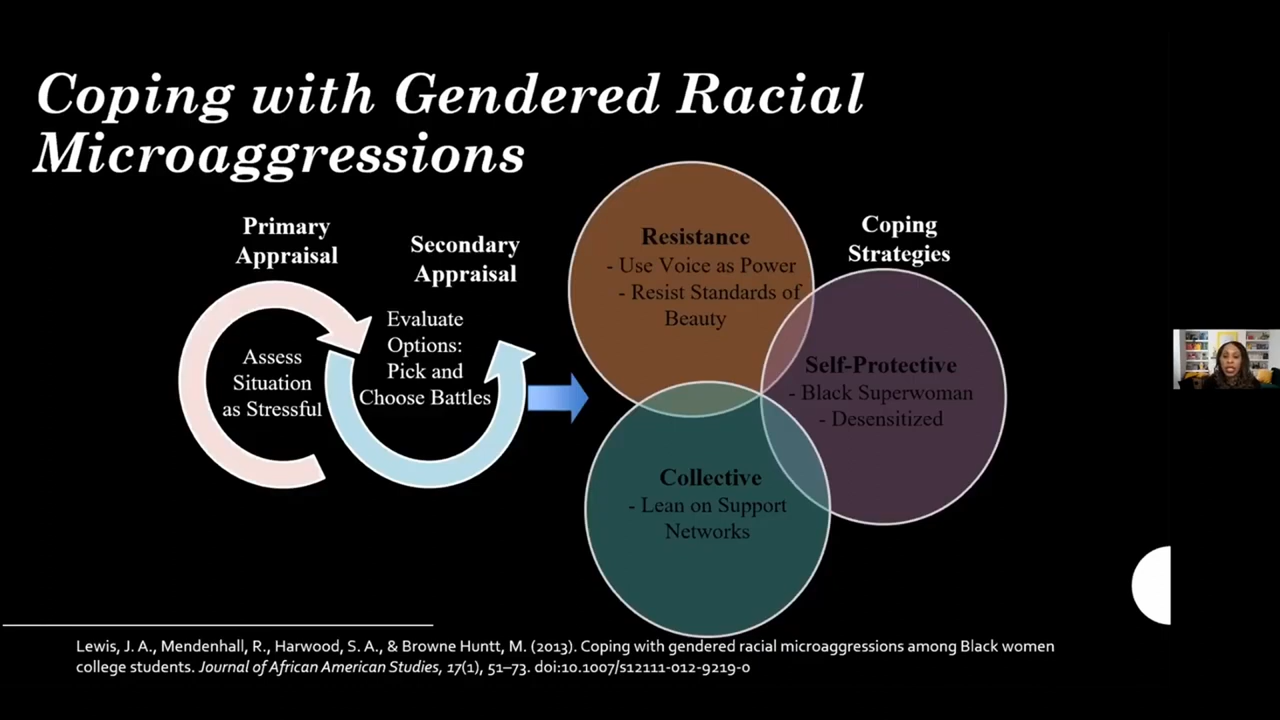 Coping with Gendered Racial
Microaggressions
Primary
Appraisal
Assess
Situation
as Stressful
Secondary
Appraisal
Evaluate
Options:
Pick and
Choose Battles
Resistance
- Use Voice as Power
- Resist Standards of
Beauty
Coping
Strategies
Self-Protective
- Black Superwoman
- Desensitized
Collective
- Lean on Support
Networks
Lewis, J. A., Mendenhall, R., Harwood, S. A., & Browne Huntt, M. (2013). Coping with gendered racial microaggressions among Black women
college students. Journal of African American Studies, 17(1), 51–73. doi:10.1007/s12111-012-9219-0